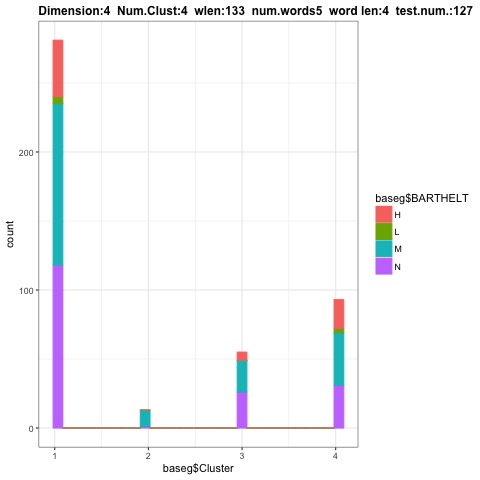 Dimension:4 Num.Clust:4 wlen:133 num.words5 word len:4 test.num.:127
200
100
0
count
1 2 3 4
baseg$Cluster
baseg$BARTHELT
H
L
M
N